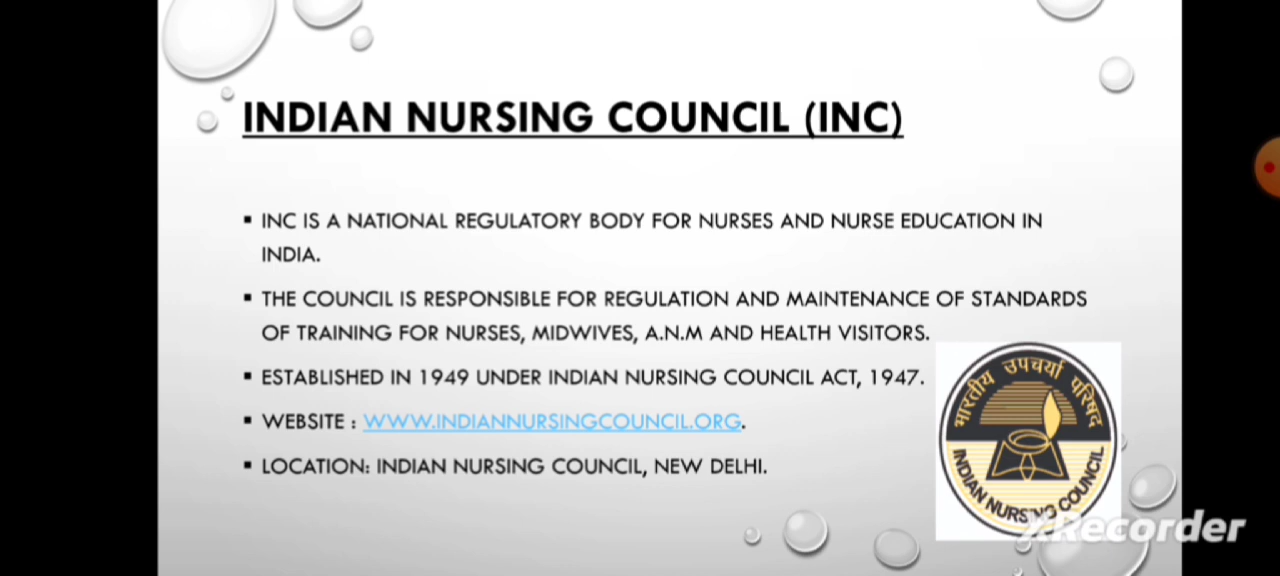 INDIAN NURSING COUNCIL (INC)
▪ INC IS A NATIONAL REGULATORY BODY FOR NURSES AND NURSE EDUCATION IN
INDIA.
▪ THE COUNCIL IS RESPONSIBLE FOR REGULATION AND MAINTENANCE OF STANDARDS
OF TRAINING FOR NURSES, MIDWIVES, A.N.M AND HEALTH VISITORS.
▪ ESTABLISHED IN 1949 UNDER INDIAN NURSING COUNCIL ACT, 1947.
▪ WEBSITE : WWW.INDIANNURSINGCOUNCIL.ORG.
▪ LOCATION: INDIAN NURSING COUNCIL, NEW DELHI.
भारतीय उपचर्या परिषद
INDIAN NURSING COUNCIL
XRecorder